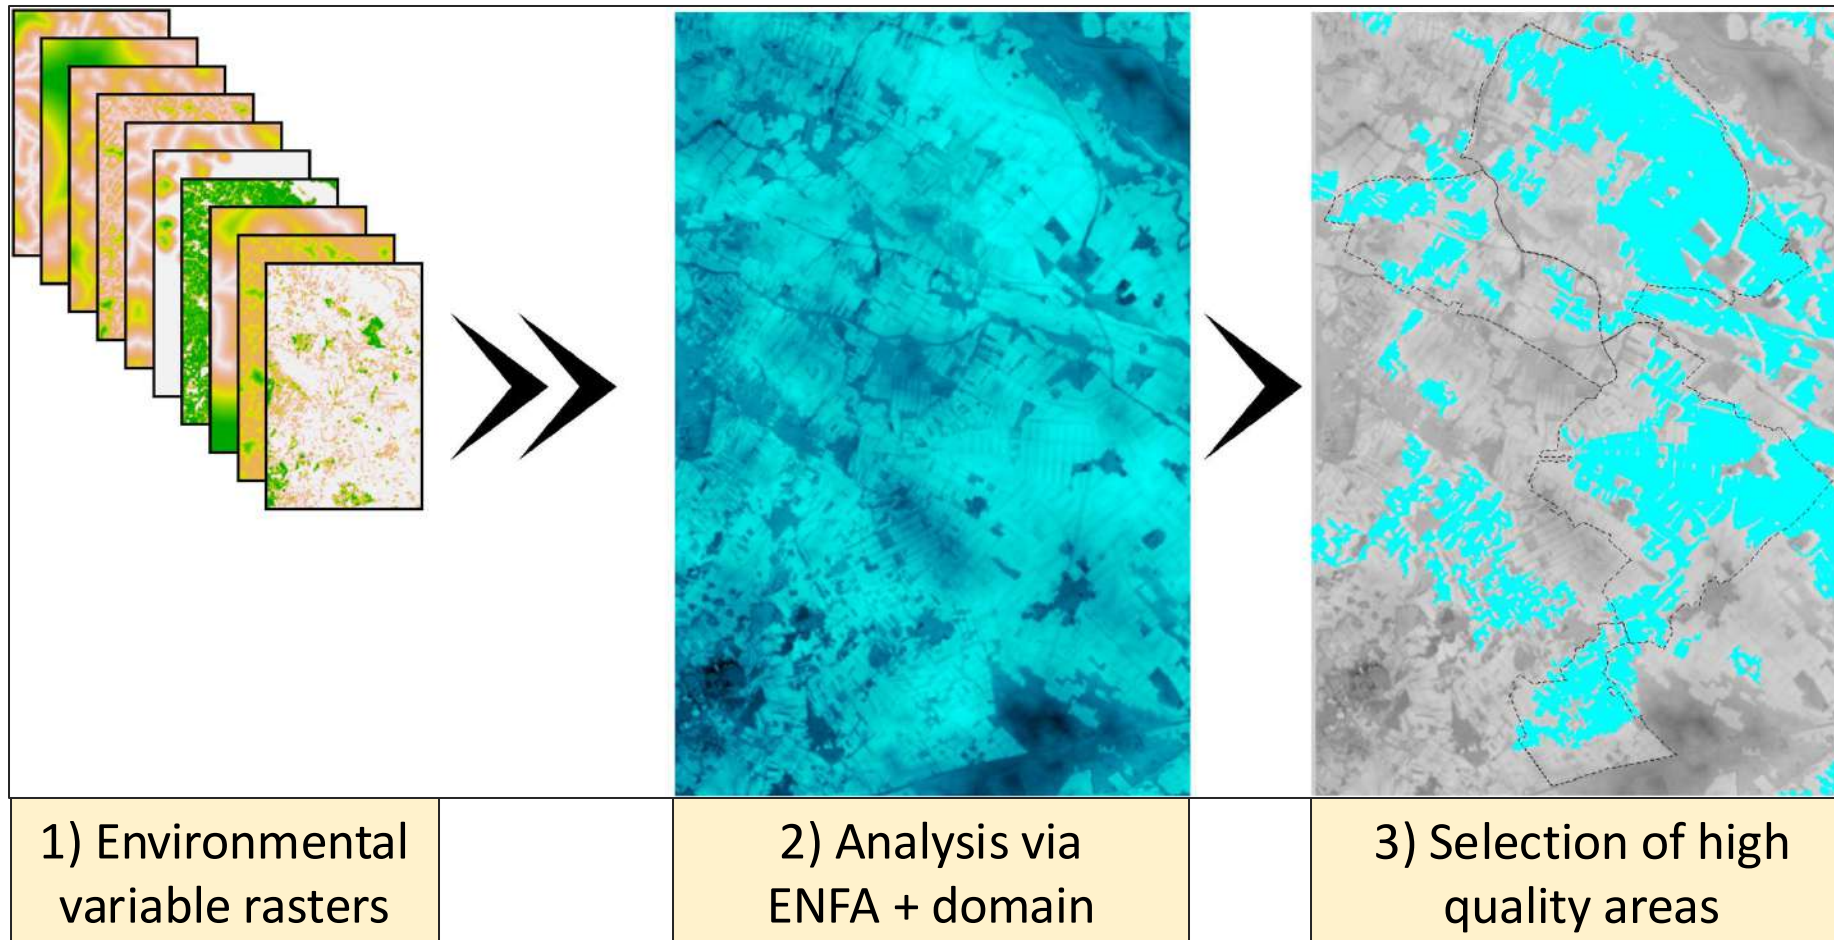 1) Environmental
variable rasters
2) Analysis via
ENFA + domain
3) Selection of high
quality areas